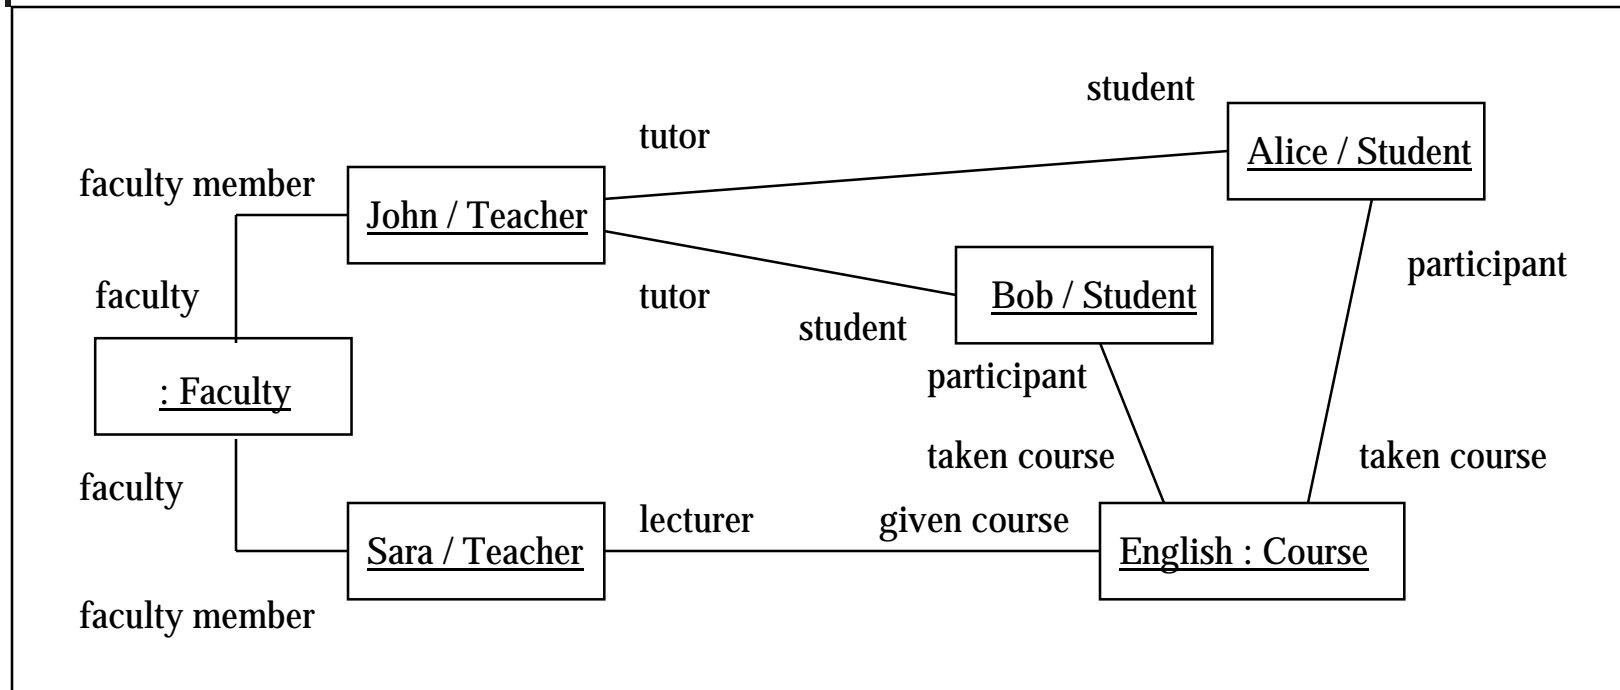 student
tutor
Alice / Student
faculty member
John / Teacher
participant
faculty
tutor
Bob / Student
student
participant
: Faculty
taken course
taken course
faculty
lecturer
given course
Sara / Teacher
English : Course
faculty member